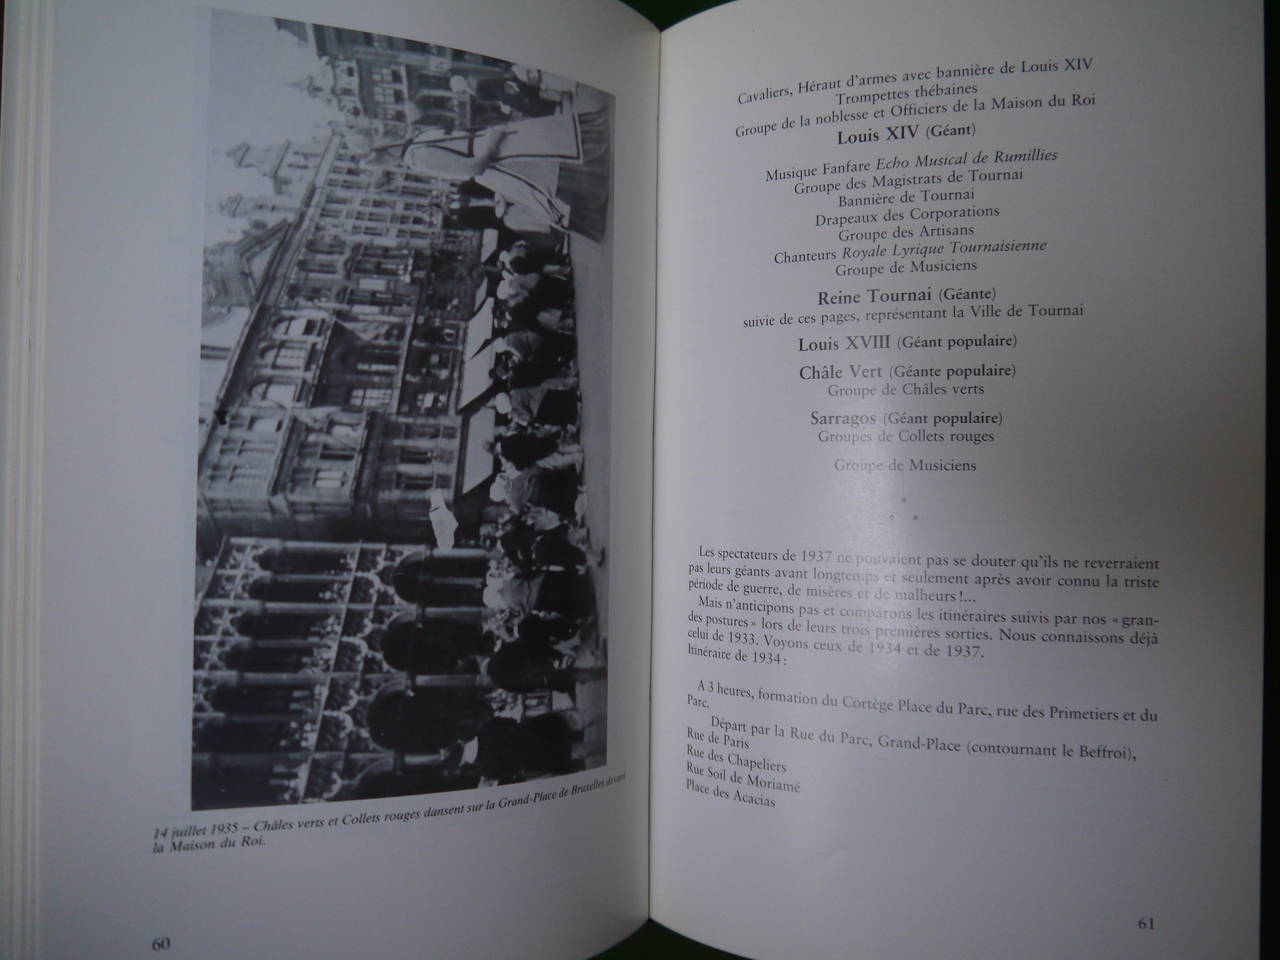 14 juillet 1935 – Châles verts et Collets rouges dansent sur la Grand-Place de Bruxelles devant
la Maison du Roi.
60
Cavaliers, Héraut d'armes avec bannière de Louis XIV
Trompettes thébaines
Groupe de la noblesse et Officiers de la Maison du Roi
Louis XIV (Géant)
Musique Fanfare Echo Musical de Rumillies
Groupe des Magistrats de Tournai
Bannière de Tournai
Drapeaux des Corporations
Groupe des Artisans
Chanteurs Royale Lyrique Tournaisienne
Groupe de Musiciens
Reine Tournai (Géante)
suivie de ces pages, représentant la Ville de Tournai
Louis XVIII (Géant populaire)
Châle Vert (Géante populaire)
Groupe de Châles verts
Sarragos (Géant populaire)
Groupes de Collets rouges
Groupe de Musiciens
*
* *
Les spectateurs de 1937 ne pouvaient pas se douter qu'ils ne reverraient
pas leurs géants avant longtemps et seulement après avoir connu la triste
période de guerre, de misères et de malheurs !...
Mais n'anticipons pas et comparons les itinéraires suivis par nos « gran-
des postures » lors de leurs trois premières sorties. Nous connaissons déjà
celui de 1933. Voyons ceux de 1934 et de 1937.
Itinéraire de 1934 :
A 3 heures, formation du Cortège Place du Parc, rue des Primetiers et du
Parc.
Départ par la Rue du Parc, Grand-Place (contournant le Beffroi),
Rue de Paris
Rue des Chapeliers
Rue Soil de Moriamé
Place des Acacias
61